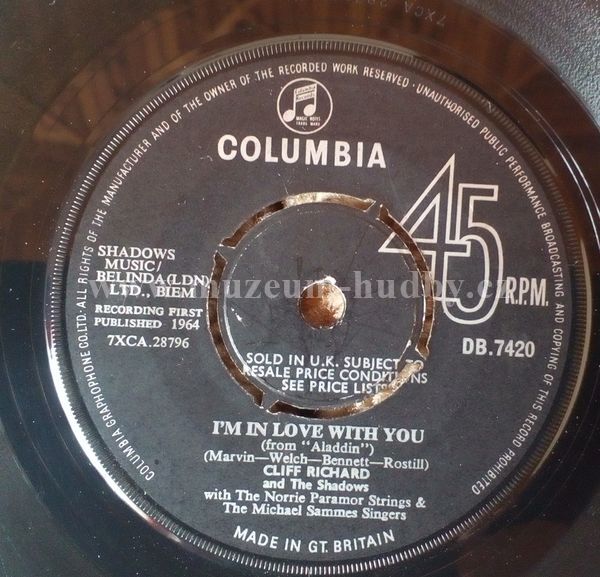 7XCA 28
COLUMBIA GRAPHOPHONE CO.LTD·ALL RIGHTS OF THE MANUFACTURER AND OF THE OWNER OF THE RECORDED WORK RESERVED·UNAUTHORISED PUBLIC PERFORMANCE BROADCASTING AND COPYING OF THIS RECORD PROHIBITED
MAGIC NOTES
TRADE MARK
COLUMBIA
45
R.P.M.
SHADOWS
MUSIC/
BELINDA(LDN)
LTD., BIEM
RECORDING FIRST
PUBLISHED 1964
7XCA.28796
DB.7420
www.muzeum-hudby.cz
SOLD IN U.K. SUBJECT TO
RESALE PRICE CONDITIONS
SEE PRICE LISTS
I'M IN LOVE WITH YOU
(from "Aladdin")
(Marvin—Welch—Bennett—Rostill)
CLIFF RICHARD
and The Shadows
with The Norrie Paramor Strings &
The Michael Sammes Singers
MADE IN GT. BRITAIN